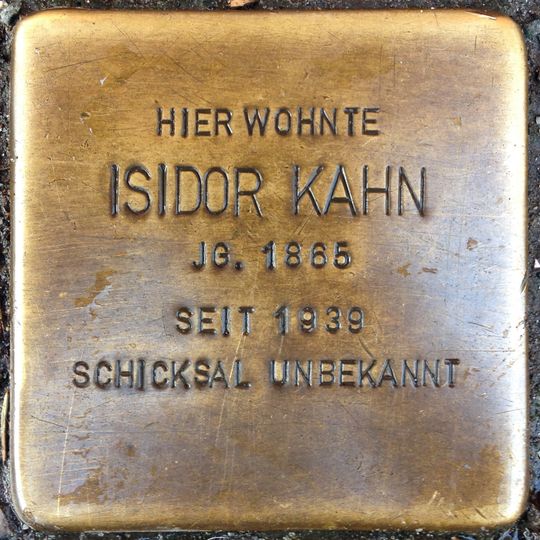 HIER WOHNTE
ISIDOR KAHN
JG. 1865
SEIT 1939
SCHICKSAL UNBEKANNT